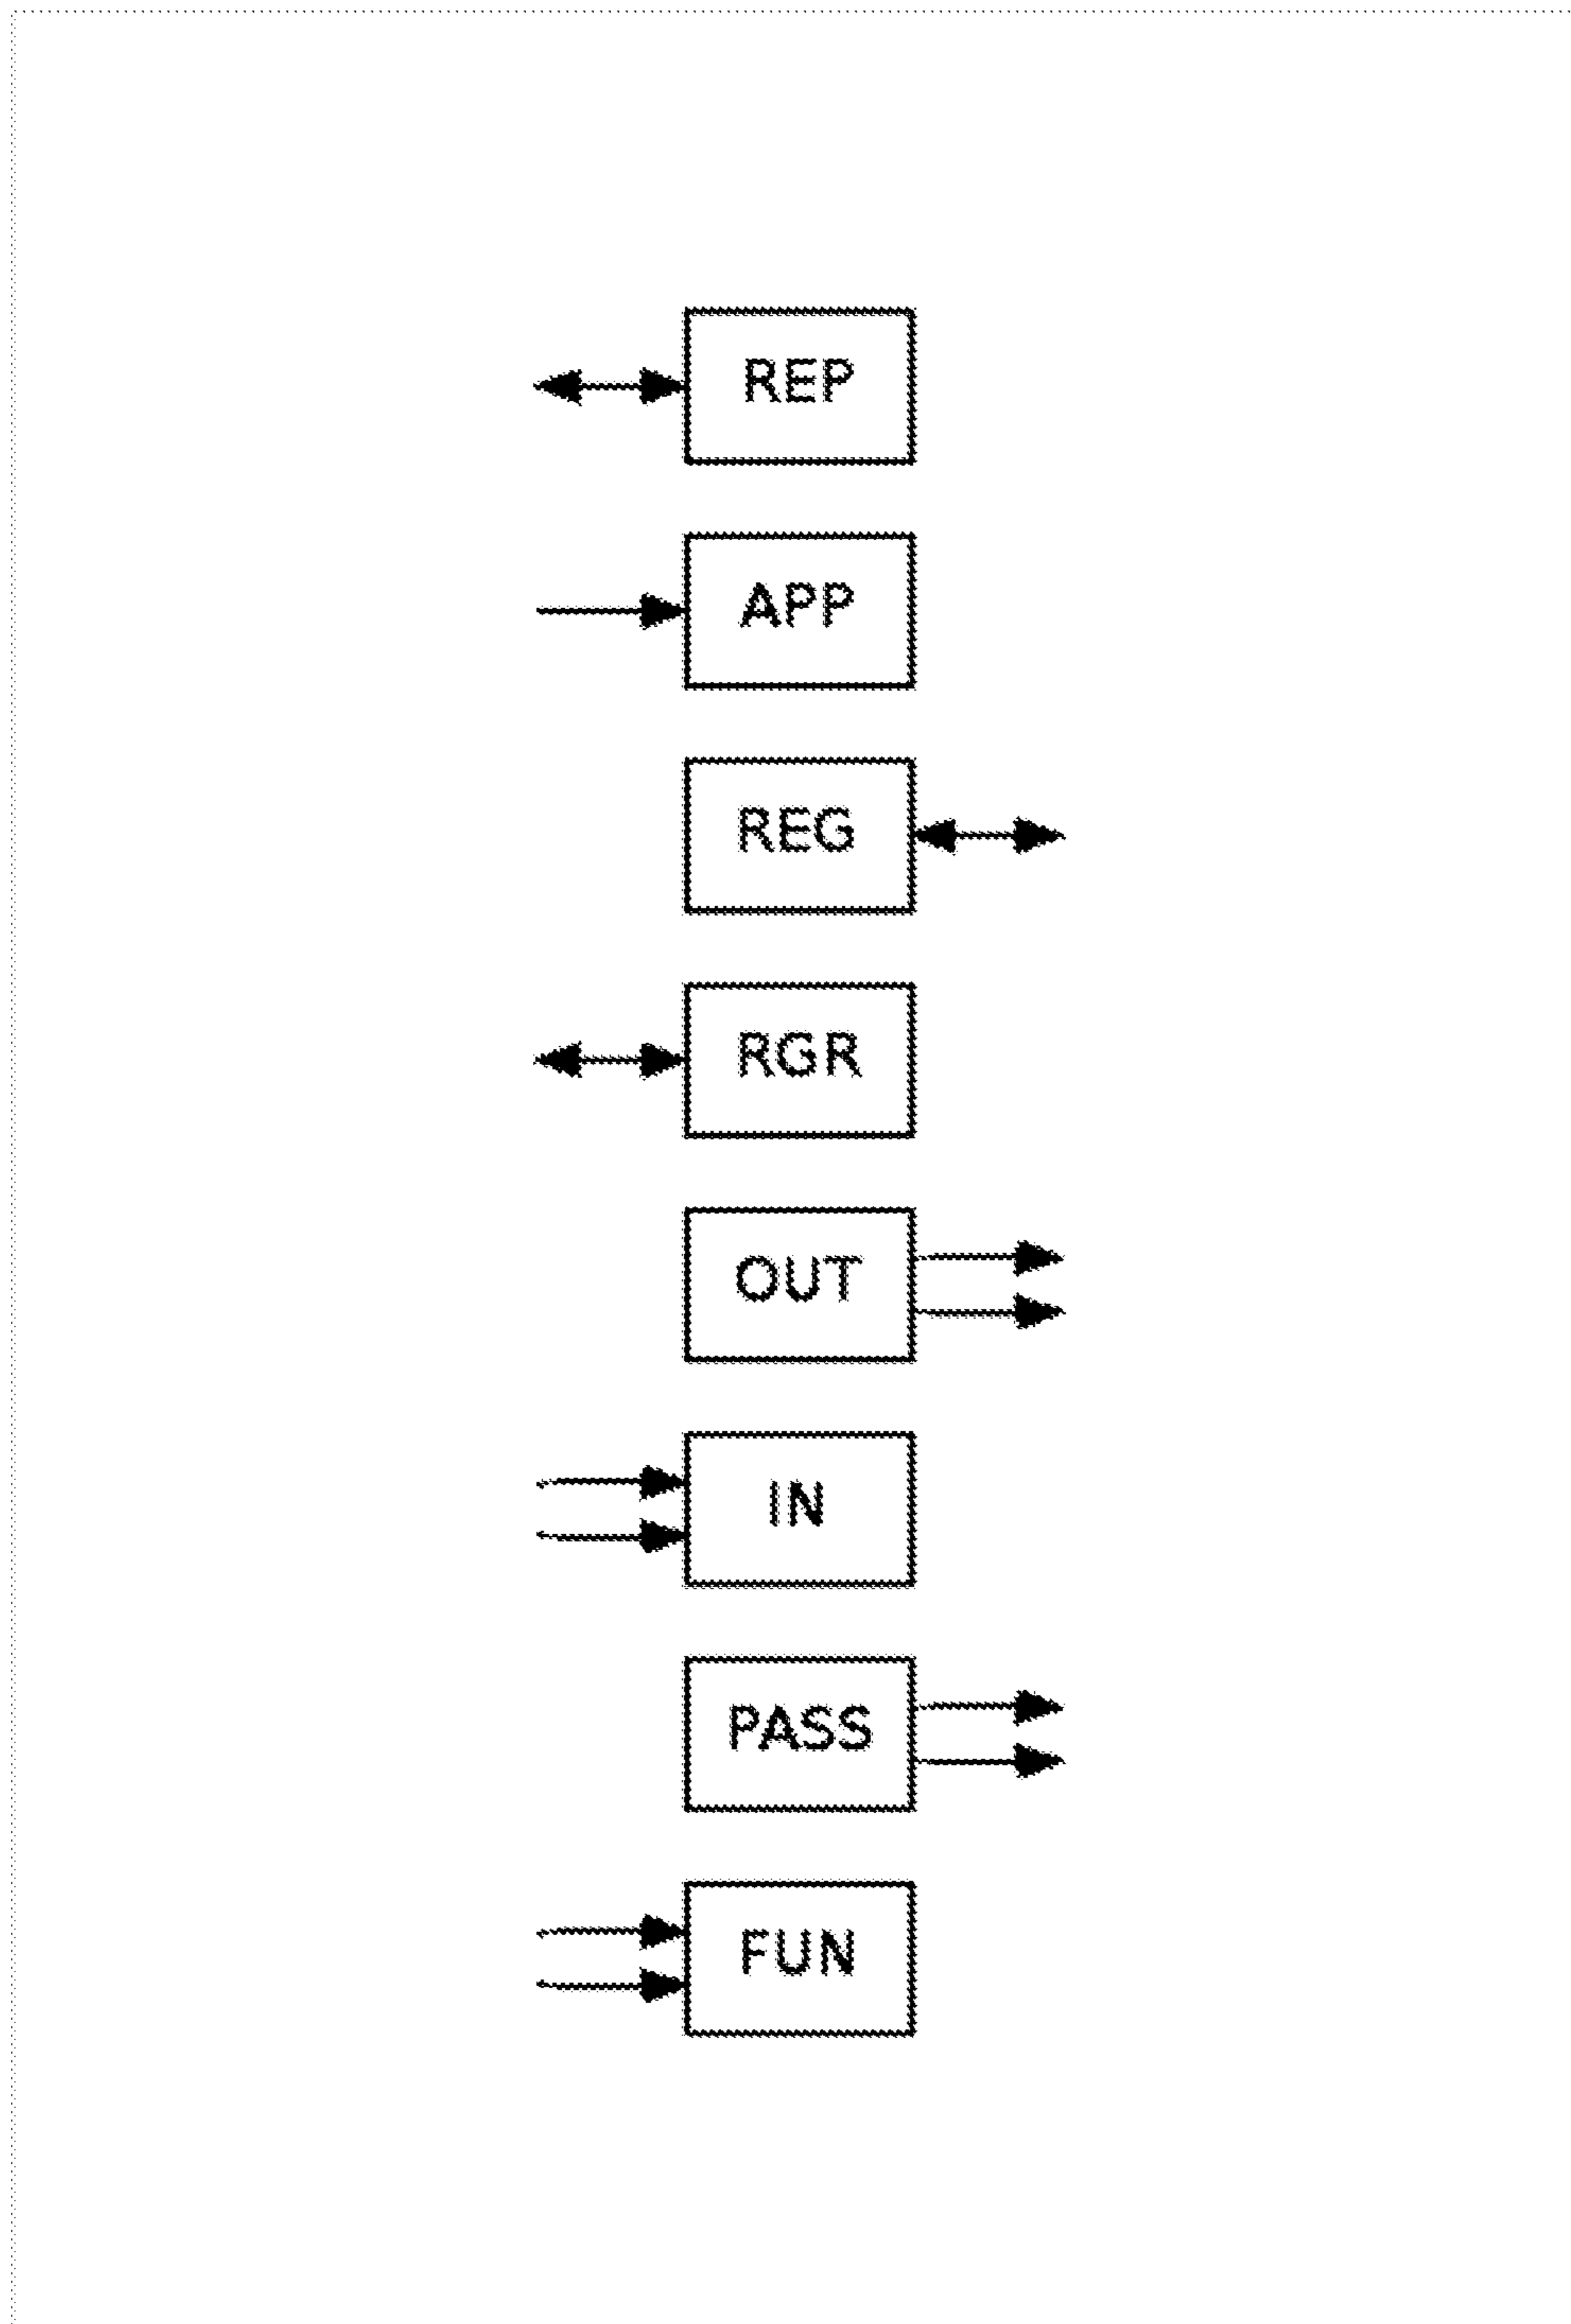 REP
APP
REG
RGR
OUT
IN
PASS
FUN